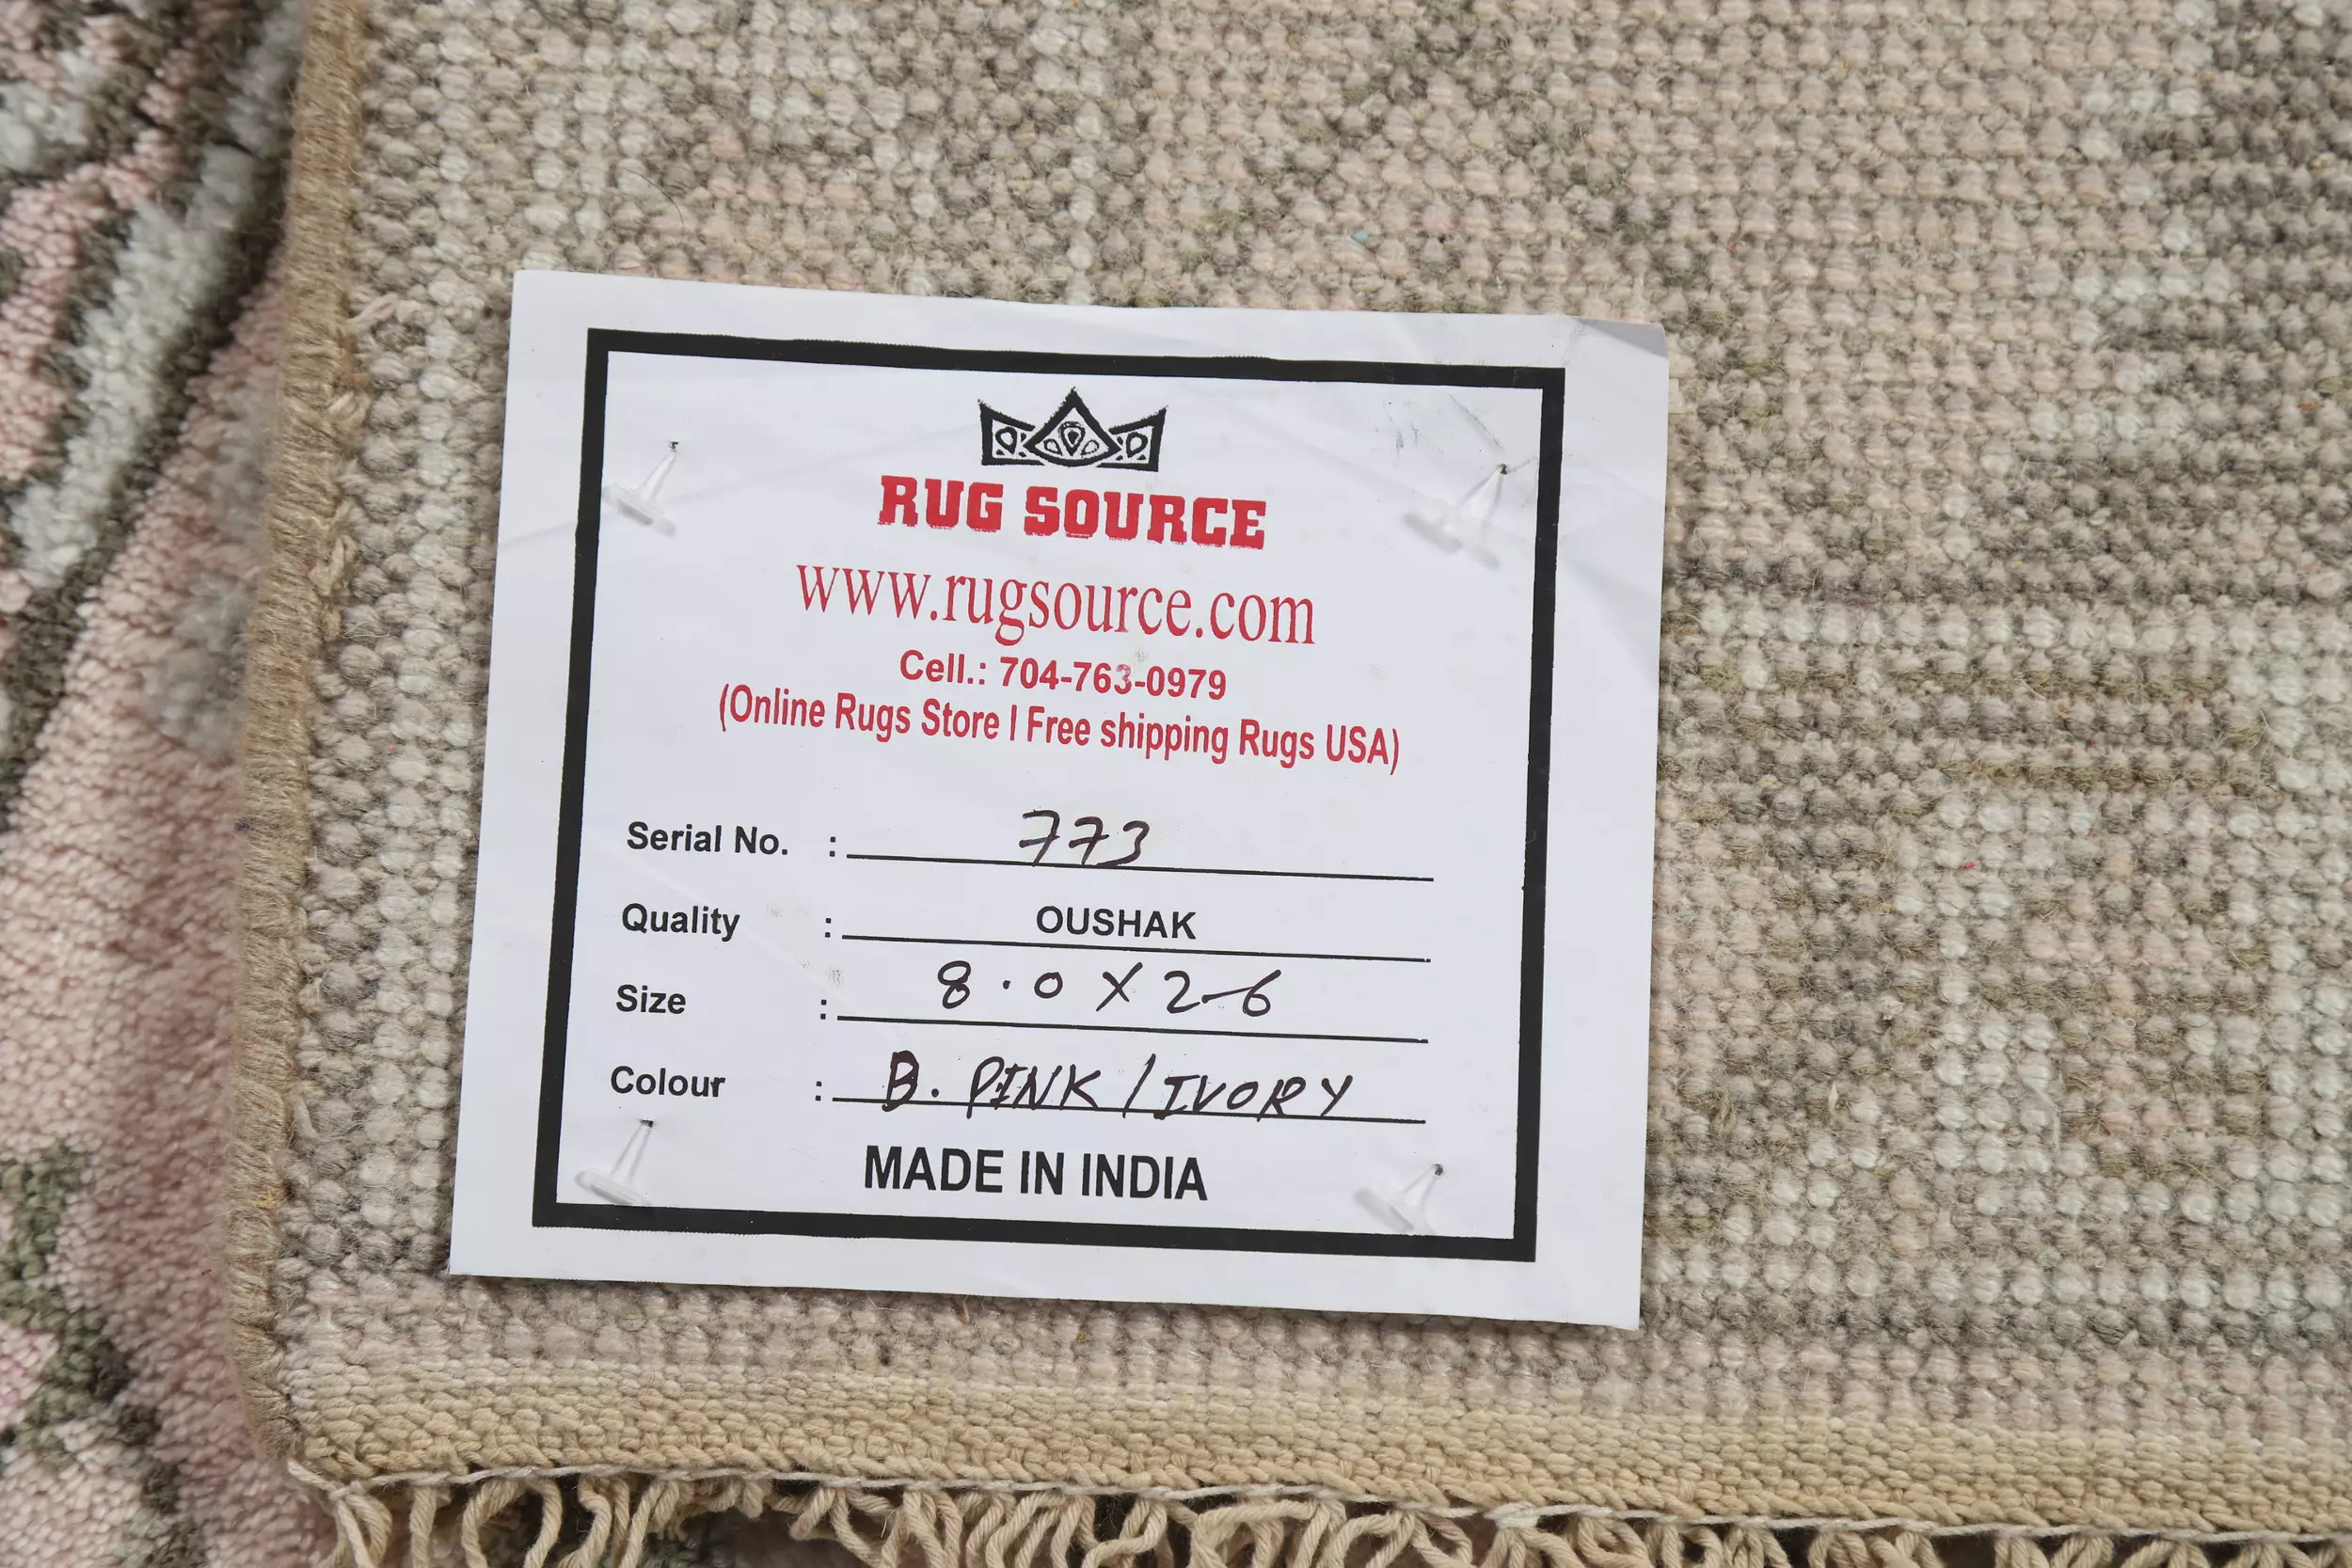 RUG SOURCE
www.rugsource.com
Cell.: 704-763-0979
(Online Rugs Store | Free shipping Rugs USA)
Serial No. : 773
Quality : OUSHAK
Size : 8.0 X 2-6
Colour : B. PINK / IVORY
MADE IN INDIA